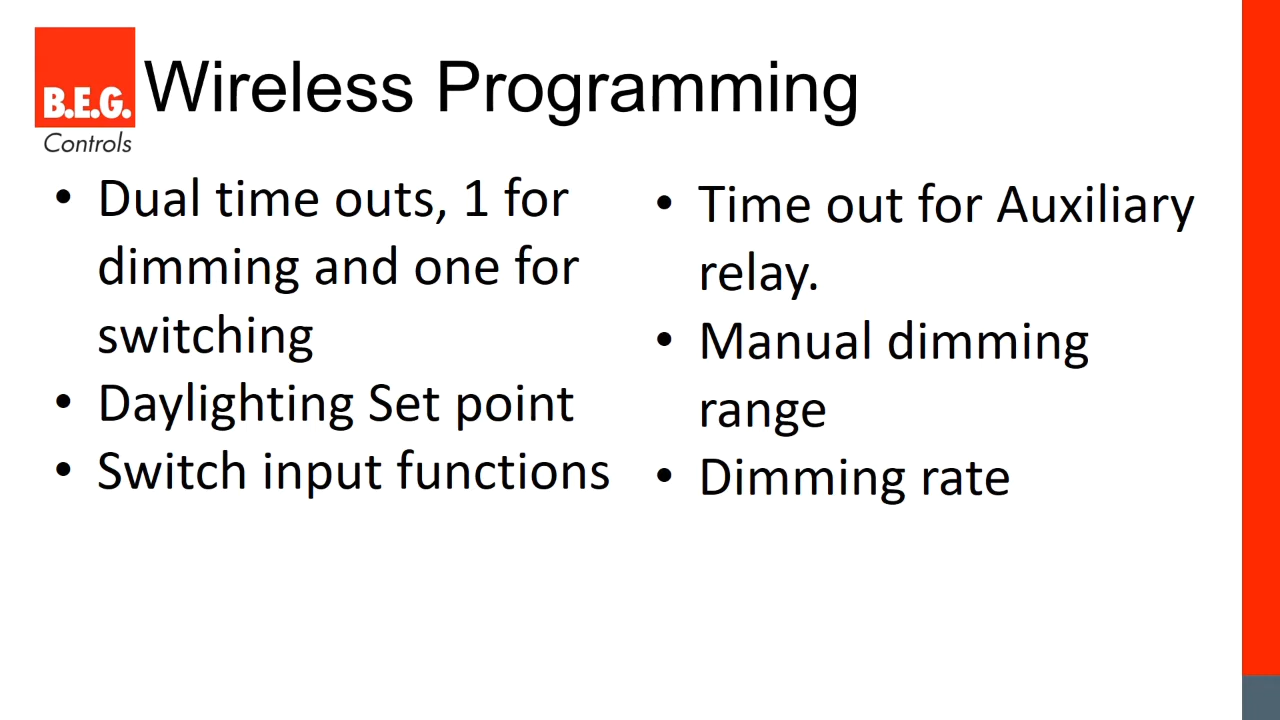 B.E.G.
Controls
Wireless Programming
• Dual time outs, 1 for
dimming and one for
switching
• Daylighting Set point
• Switch input functions
• Time out for Auxiliary
relay.
• Manual dimming
range
• Dimming rate